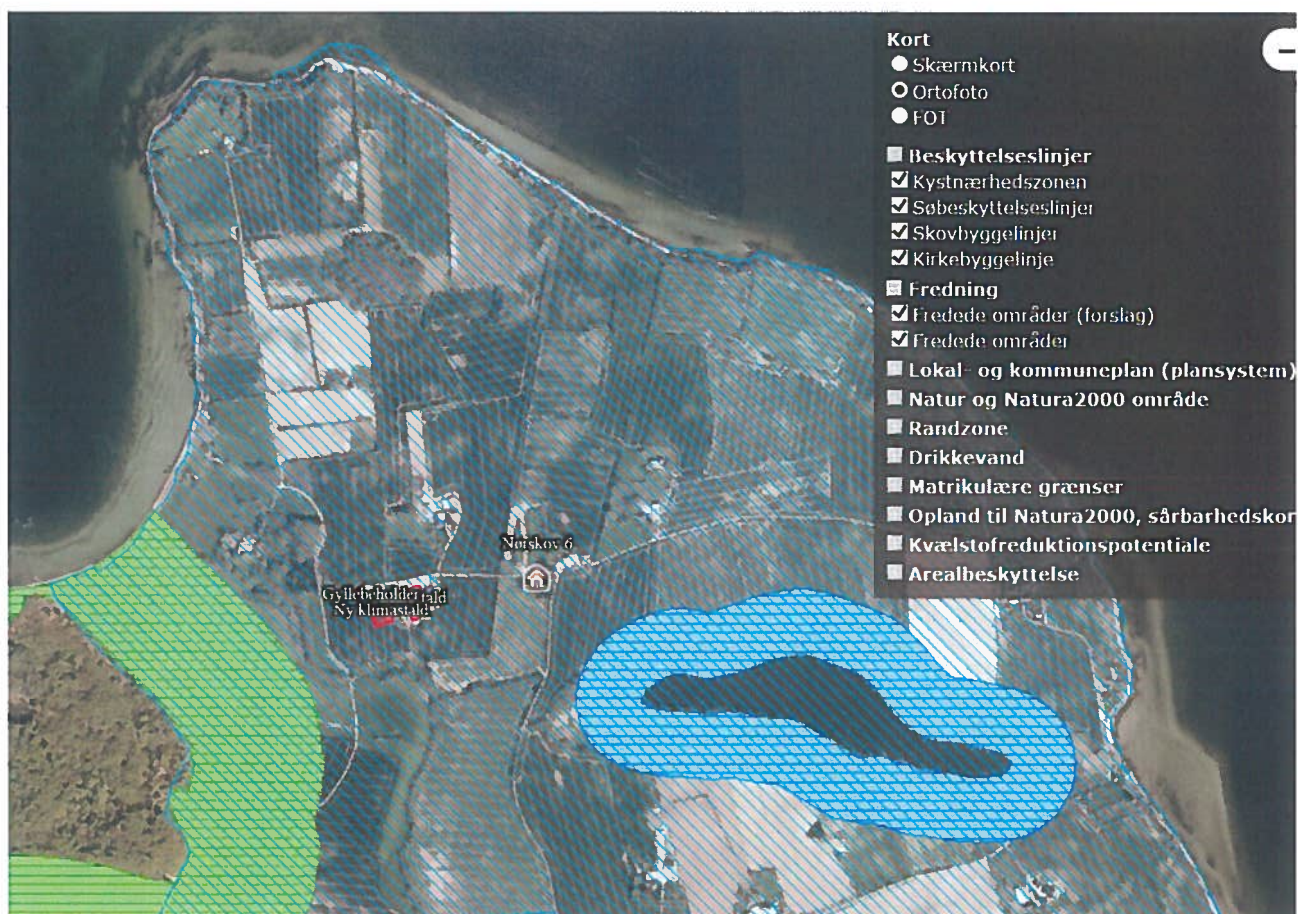 Kort
Skærmkort
Ortofoto
FOT
Beskyttelseslinjer
Kystnærhedszonen
Søbeskyttelseslinjer
Skovbyggelinjer
Kirkebyggelinje
Fredning
Fredede områder (forslag)
Fredede områder
Lokal- og kommuneplan (plansystem)
Natur og Natura2000 område
Randzone
Drikkevand
Matrikulære grænser
Opland til Natura2000, sårbarhedskor
Kvælstofreduktionspotentiale
Arealbeskyttelse
Nørskov 6
Gyllebeholder tald
Ny klimastald